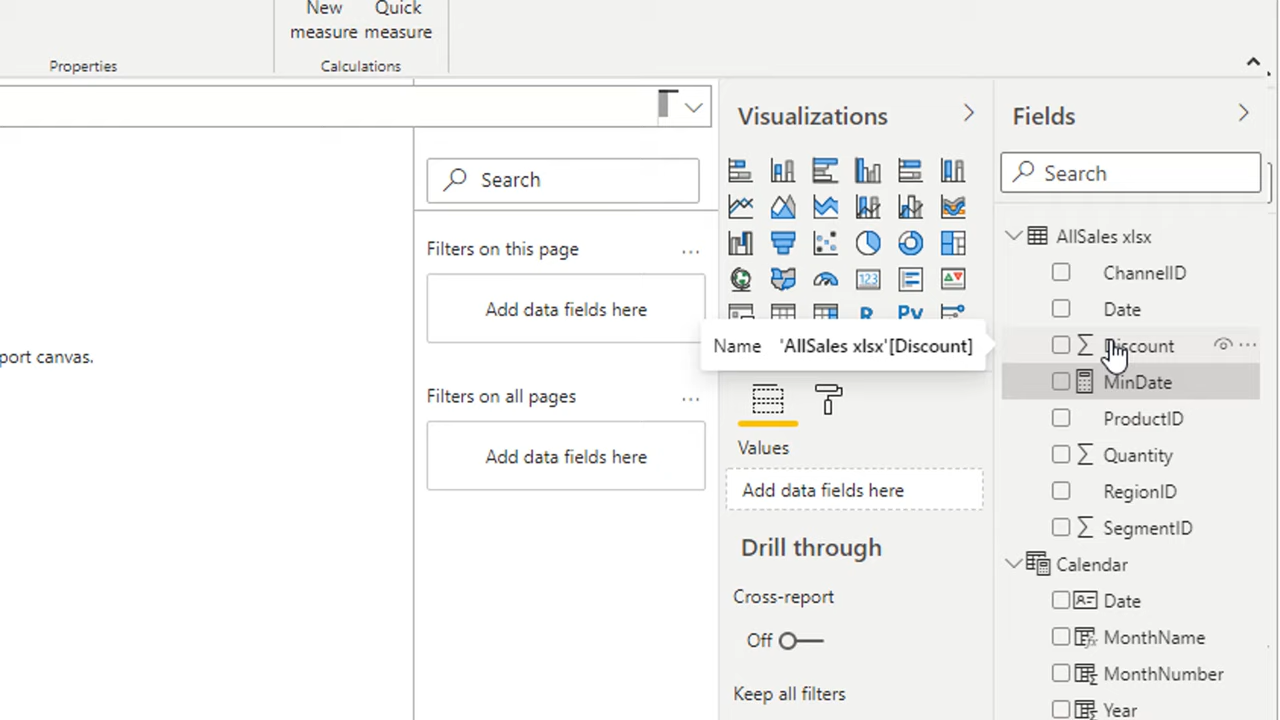 New
measure
Quick
measure
Properties
Calculations
port canvas.
Search
Filters on this page
...
Add data fields here
Filters on all pages
...
Add data fields here
Visualizations
123
R
Py
Name 'AllSales xlsx'[Discount]
Values
Add data fields here
Drill through
Cross-report
Off
Keep all filters
Fields
Search
AllSales xlsx
ChannelID
Date
Discount
...
MinDate
ProductID
Quantity
RegionID
SegmentID
Calendar
Date
MonthName
MonthNumber
Year